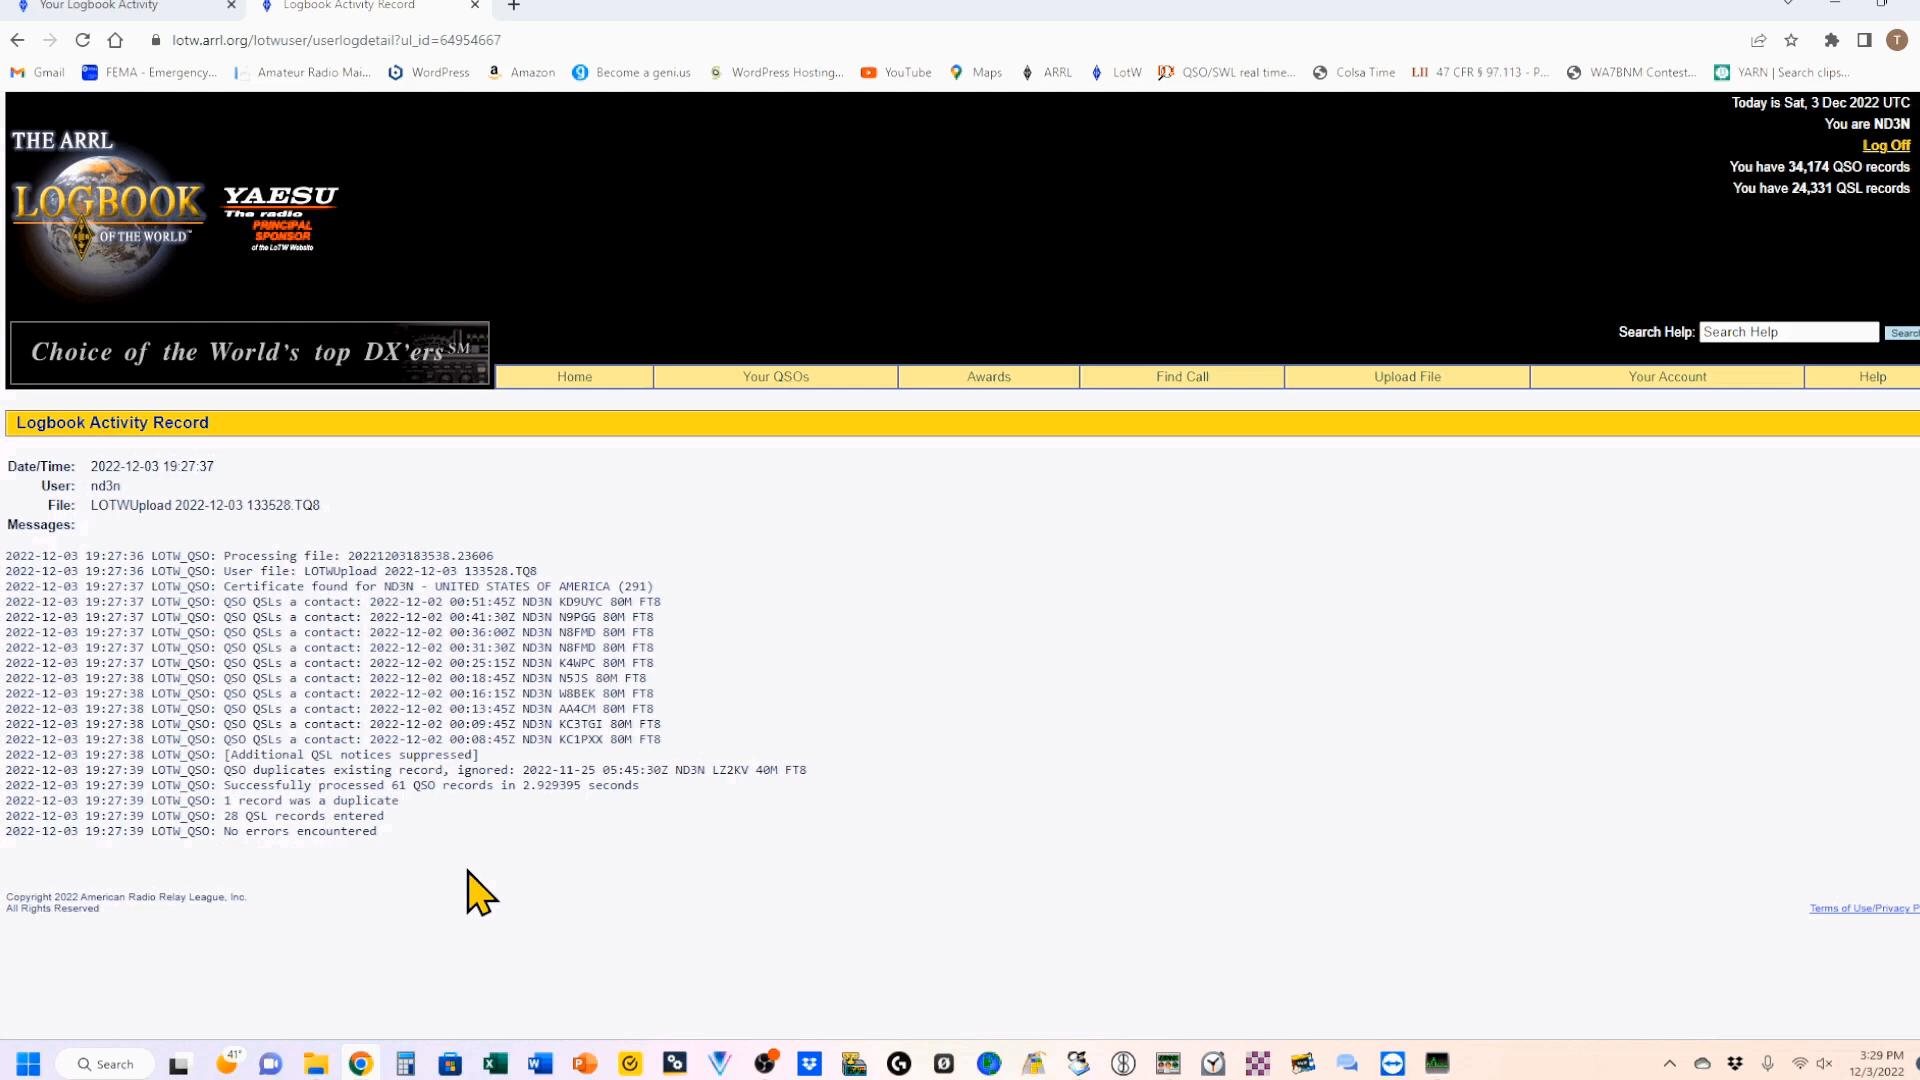 Your Logbook Activity
Logbook Activity Record
lotw.arrl.org/lotwuser/userlogdetail?ul_id=64954667
T
Gmail
FEMA - Emergency...
Amateur Radio Mai...
WordPress
Amazon
Become a geni.us
WordPress Hosting...
YouTube
Maps
ARRL
LotW
QSO/SWL real time...
Colsa Time
LII 47 CFR § 97.113 - P...
WA7BNM Contest...
YARN | Search clips...
Today is Sat, 3 Dec 2022 UTC
You are ND3N
Log Off
You have 34,174 QSO records
You have 24,331 QSL records
THE ARRL
LOGBOOK
OF THE WORLD™
YAESU
The radio
PRINCIPAL
SPONSOR
of the LoTW Website
Choice of the World's top DX'ers℠
Search Help: Search Help
Home
Your QSOs
Awards
Find Call
Upload File
Your Account
Help
Logbook Activity Record
Date/Time: 2022-12-03 19:27:37
User: nd3n
File: LOTWUpload 2022-12-03 133528.TQ8
Messages:
2022-12-03 19:27:36 LOTW_QSO: Processing file: 20221203183538.23606
2022-12-03 19:27:36 LOTW_QSO: User file: LOTWUpload 2022-12-03 133528.TQ8
2022-12-03 19:27:37 LOTW_QSO: Certificate found for ND3N - UNITED STATES OF AMERICA (291)
2022-12-03 19:27:37 LOTW_QSO: QSO QSLs a contact: 2022-12-02 00:51:45Z ND3N KD9UYC 80M FT8
2022-12-03 19:27:37 LOTW_QSO: QSO QSLs a contact: 2022-12-02 00:41:30Z ND3N N9PGG 80M FT8
2022-12-03 19:27:37 LOTW_QSO: QSO QSLs a contact: 2022-12-02 00:36:00Z ND3N N8FMD 80M FT8
2022-12-03 19:27:37 LOTW_QSO: QSO QSLs a contact: 2022-12-02 00:31:30Z ND3N N8FMD 80M FT8
2022-12-03 19:27:37 LOTW_QSO: QSO QSLs a contact: 2022-12-02 00:25:15Z ND3N K4WPC 80M FT8
2022-12-03 19:27:38 LOTW_QSO: QSO QSLs a contact: 2022-12-02 00:18:45Z ND3N N5JS 80M FT8
2022-12-03 19:27:38 LOTW_QSO: QSO QSLs a contact: 2022-12-02 00:16:15Z ND3N W8BEK 80M FT8
2022-12-03 19:27:38 LOTW_QSO: QSO QSLs a contact: 2022-12-02 00:13:45Z ND3N AA4CM 80M FT8
2022-12-03 19:27:38 LOTW_QSO: QSO QSLs a contact: 2022-12-02 00:09:45Z ND3N KC3TGI 80M FT8
2022-12-03 19:27:38 LOTW_QSO: QSO QSLs a contact: 2022-12-02 00:08:45Z ND3N KC1PXX 80M FT8
2022-12-03 19:27:38 LOTW_QSO: [Additional QSL notices suppressed]
2022-12-03 19:27:39 LOTW_QSO: QSO duplicates existing record, ignored: 2022-11-25 05:45:30Z ND3N LZ2KV 40M FT8
2022-12-03 19:27:39 LOTW_QSO: Successfully processed 61 QSO records in 2.929395 seconds
2022-12-03 19:27:39 LOTW_QSO: 1 record was a duplicate
2022-12-03 19:27:39 LOTW_QSO: 28 QSL records entered
2022-12-03 19:27:39 LOTW_QSO: No errors encountered
Copyright 2022 American Radio Relay League, Inc.
All Rights Reserved
Terms of Use/Privacy P
Search
41°
3:29 PM
12/3/2022